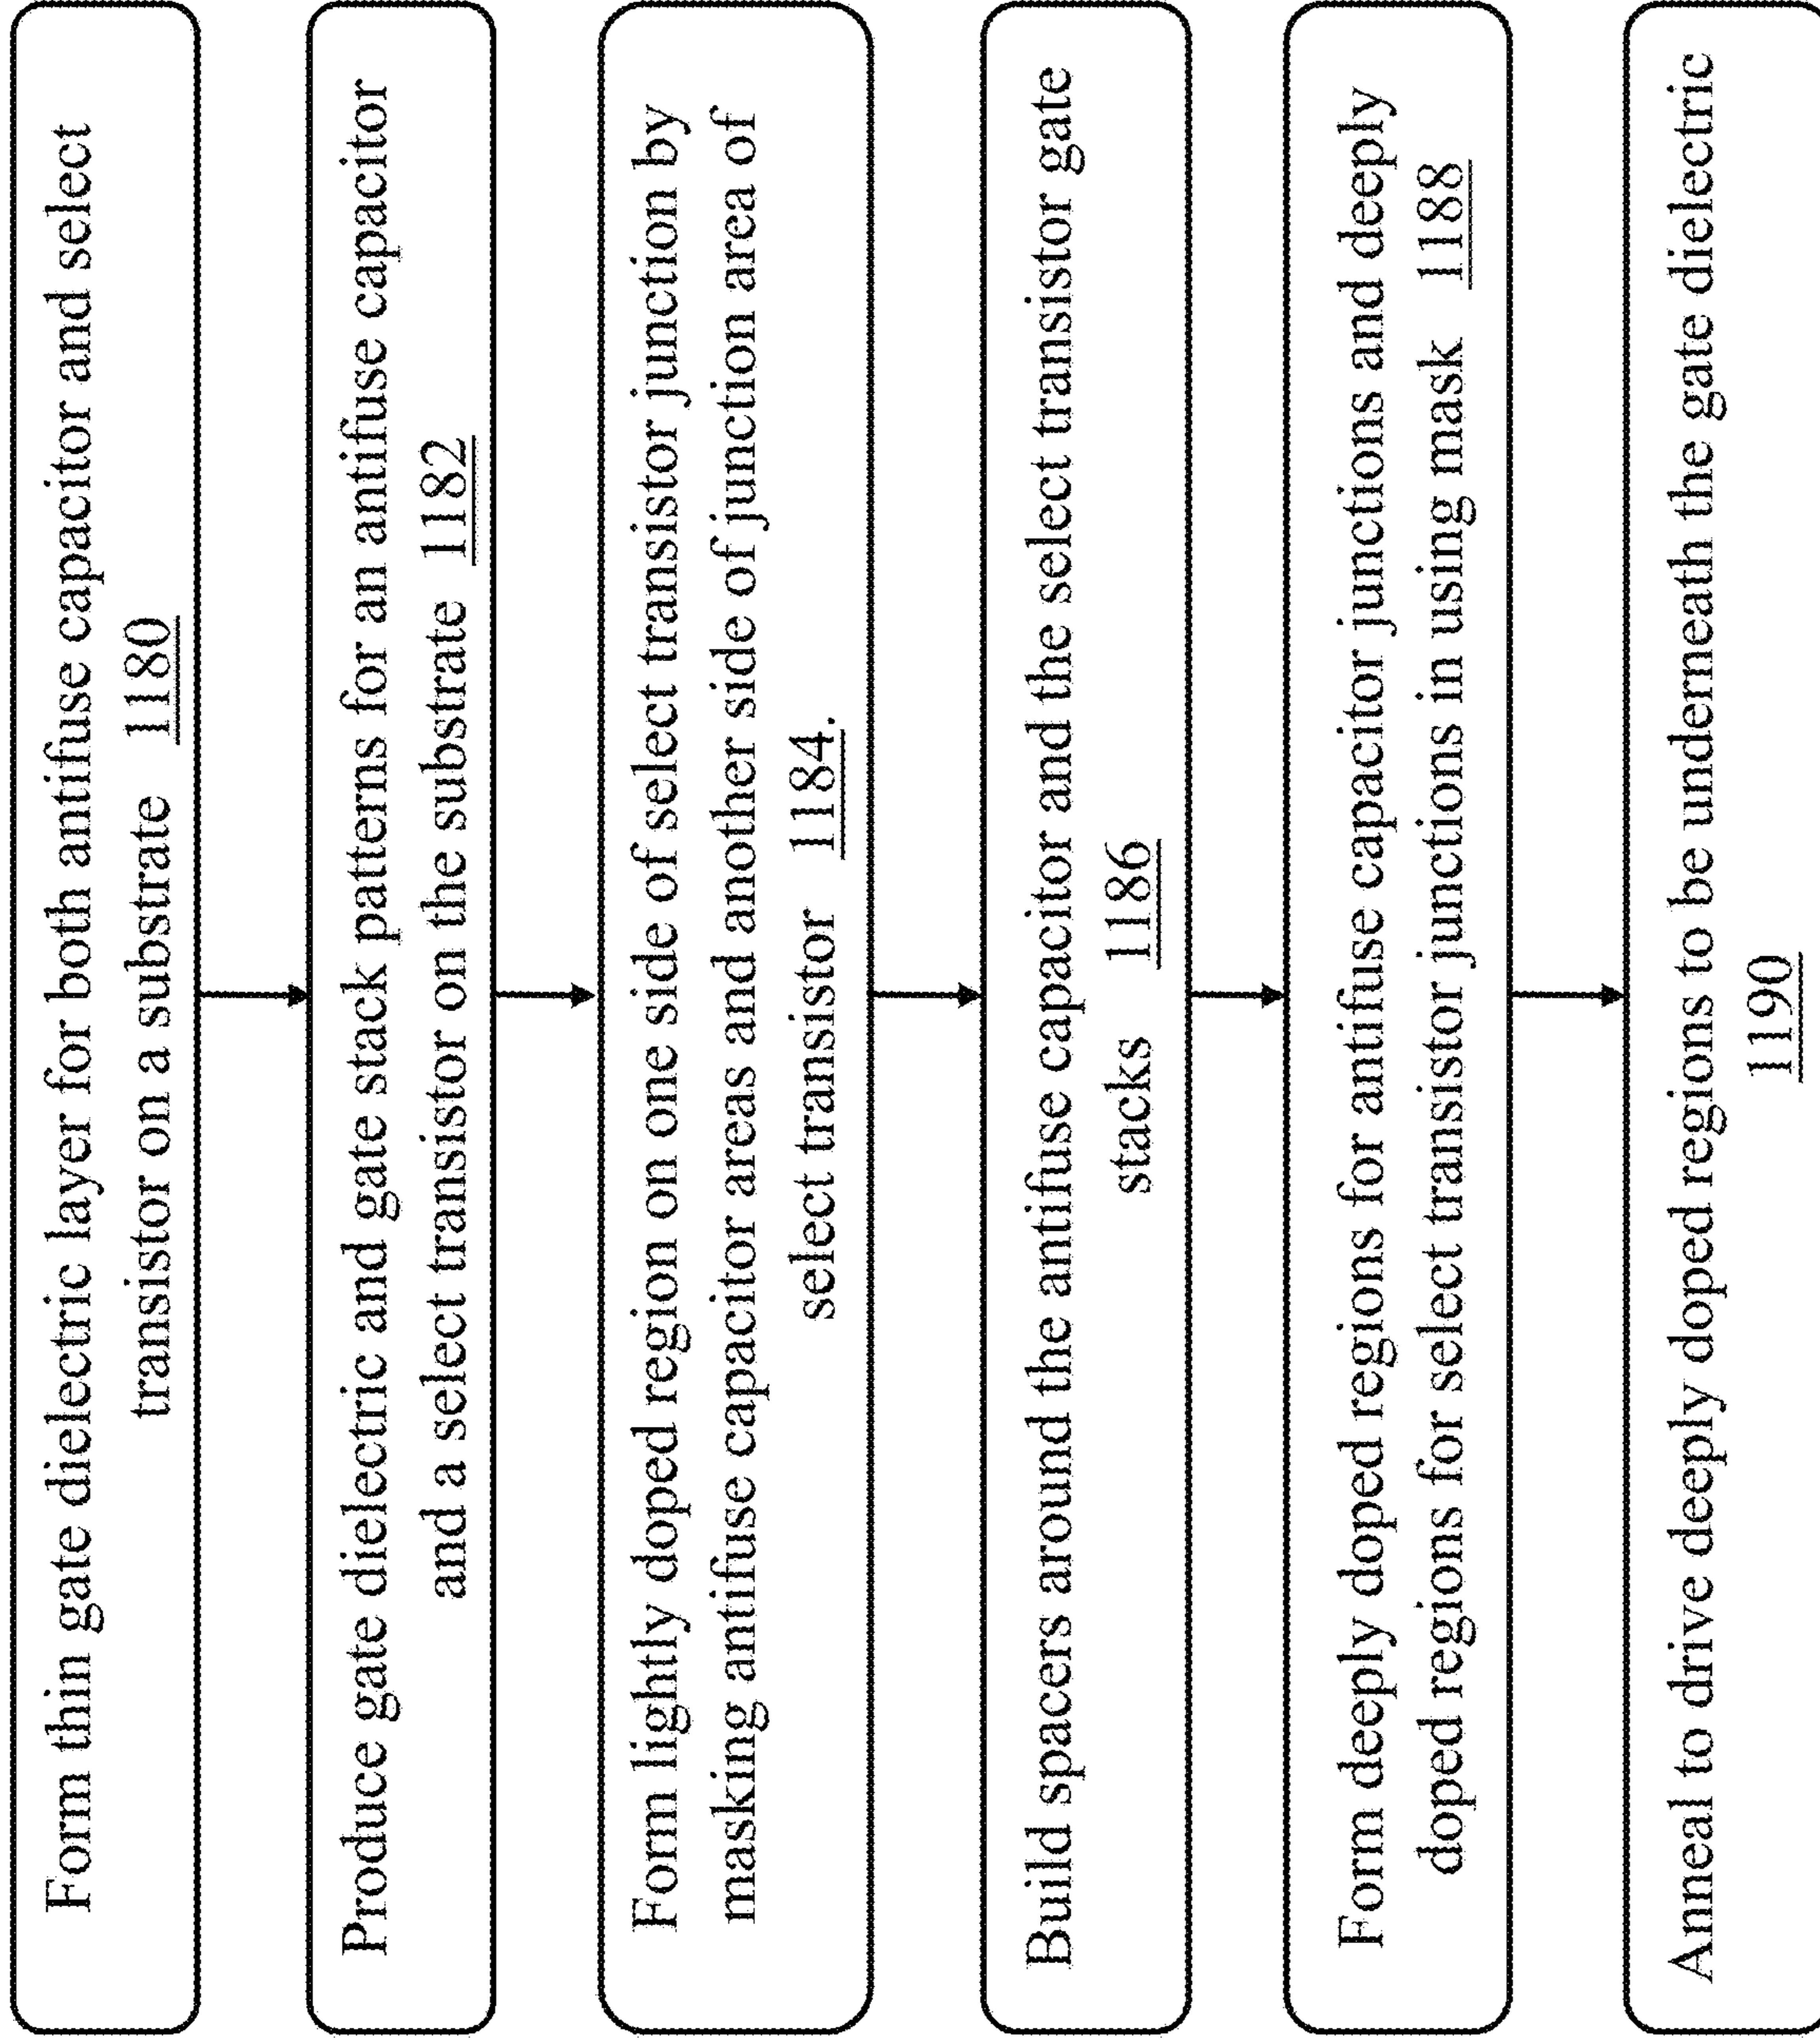 Form thin gate dielectric layer for both antifuse capacitor and select
transistor on a substrate 1180
Produce gate dielectric and gate stack patterns for an antifuse capacitor
and a select transistor on the substrate 1182
Form lightly doped region on one side of select transistor junction by
masking antifuse capacitor areas and another side of junction area of
select transistor 1184.
Build spacers around the antifuse capacitor and the select transistor gate
stacks 1186
Form deeply doped regions for antifuse capacitor junctions and deeply
doped regions for select transistor junctions in using mask 1188
Anneal to drive deeply doped regions to be underneath the gate dielectric
1190